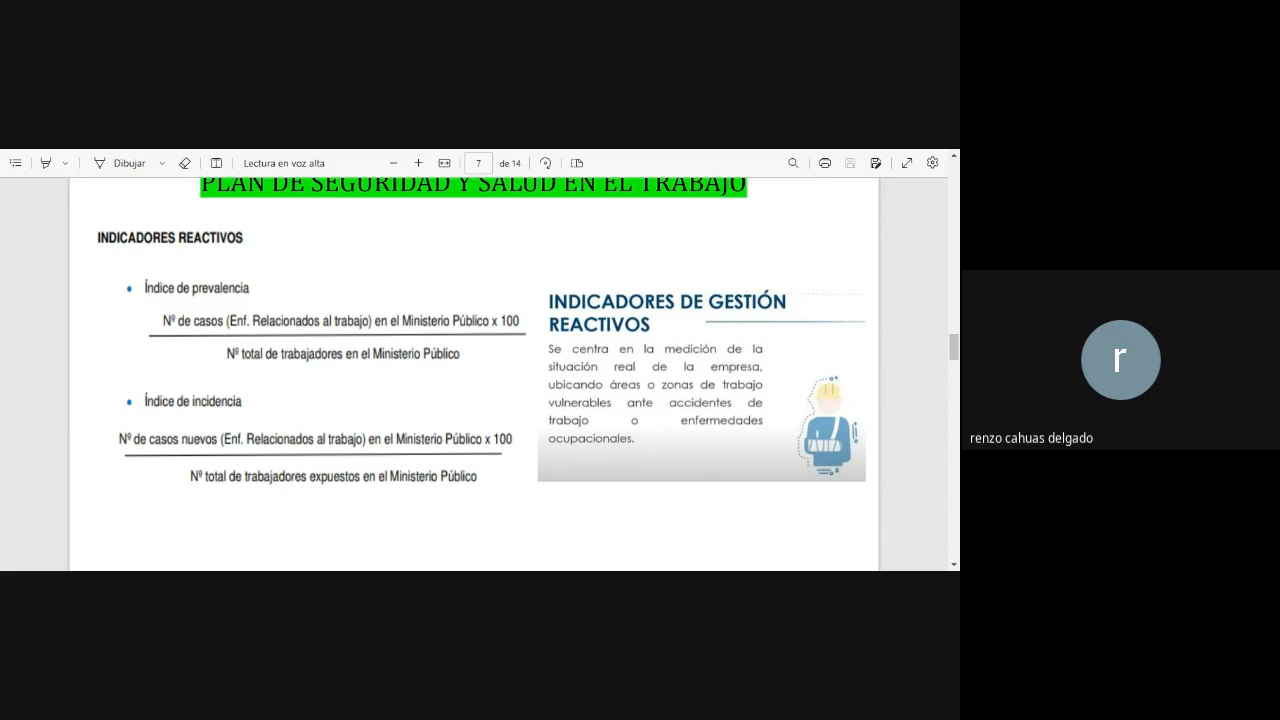 Dibujar
Lectura en voz alta
7
de 14
PLAN DE SEGURIDAD Y SALUD EN EL TRABAJO
INDICADORES REACTIVOS
• Índice de prevalencia
Nº de casos (Enf. Relacionados al trabajo) en el Ministerio Público x 100
Nº total de trabajadores en el Ministerio Público
• Índice de incidencia
Nº de casos nuevos (Enf. Relacionados al trabajo) en el Ministerio Público x 100
Nº total de trabajadores expuestos en el Ministerio Público
INDICADORES DE GESTIÓN
REACTIVOS
Se centra en la medición de la
situación real de la empresa,
ubicando áreas o zonas de trabajo
vulnerables ante accidentes de
trabajo o enfermedades
ocupacionales.
r
renzo cahuas delgado